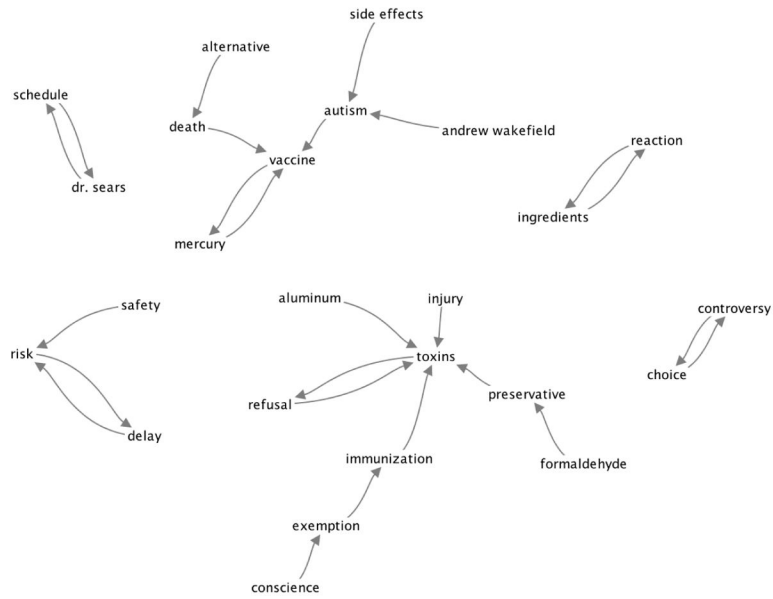 side effects
alternative
schedule
autism
death
andrew wakefield
reaction
vaccine
dr. sears
ingredients
mercury
aluminum
injury
safety
controversy
risk
toxins
choice
preservative
refusal
delay
immunization
formaldehyde
exemption
conscience